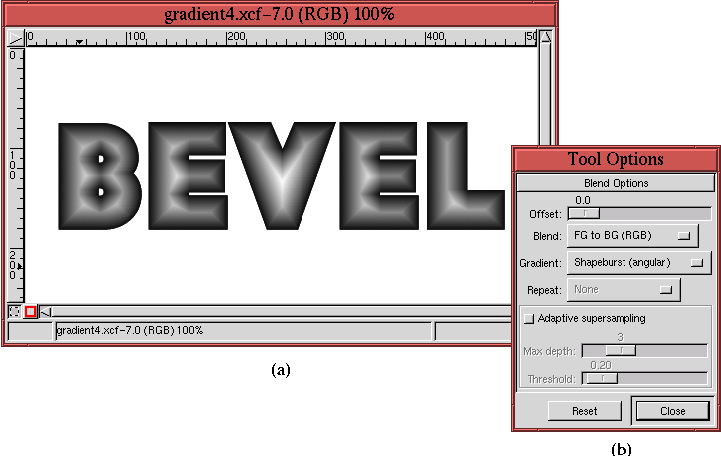 gradient4.xcf-7.0 (RGB) 100%
0 100 200 300 400 500
0
100
200
BEVEL
gradient4.xcf-7.0 (RGB) 100%
(a)
Tool Options
Blend Options
0.0
Offset:
Blend: FG to BG (RGB)
Gradient: Shapeburst (angular)
Repeat: None
Adaptive supersampling
3
Max depth:
0.20
Threshold:
Reset Close
(b)